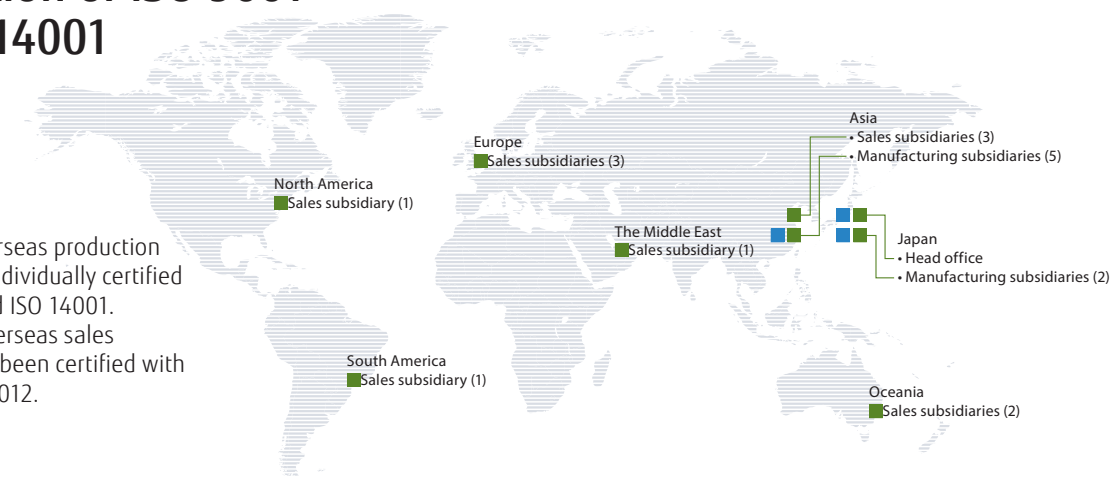 14001
Asia
• Sales subsidiaries (3)
• Manufacturing subsidiaries (5)
Europe
Sales subsidiaries (3)
North America
Sales subsidiary (1)
The Middle East
Sales subsidiary (1)
Japan
• Head office
• Manufacturing subsidiaries (2)
erseas production
dividually certified
ISO 14001.
erseas sales
been certified with
012.
South America
Sales subsidiary (1)
Oceania
Sales subsidiaries (2)